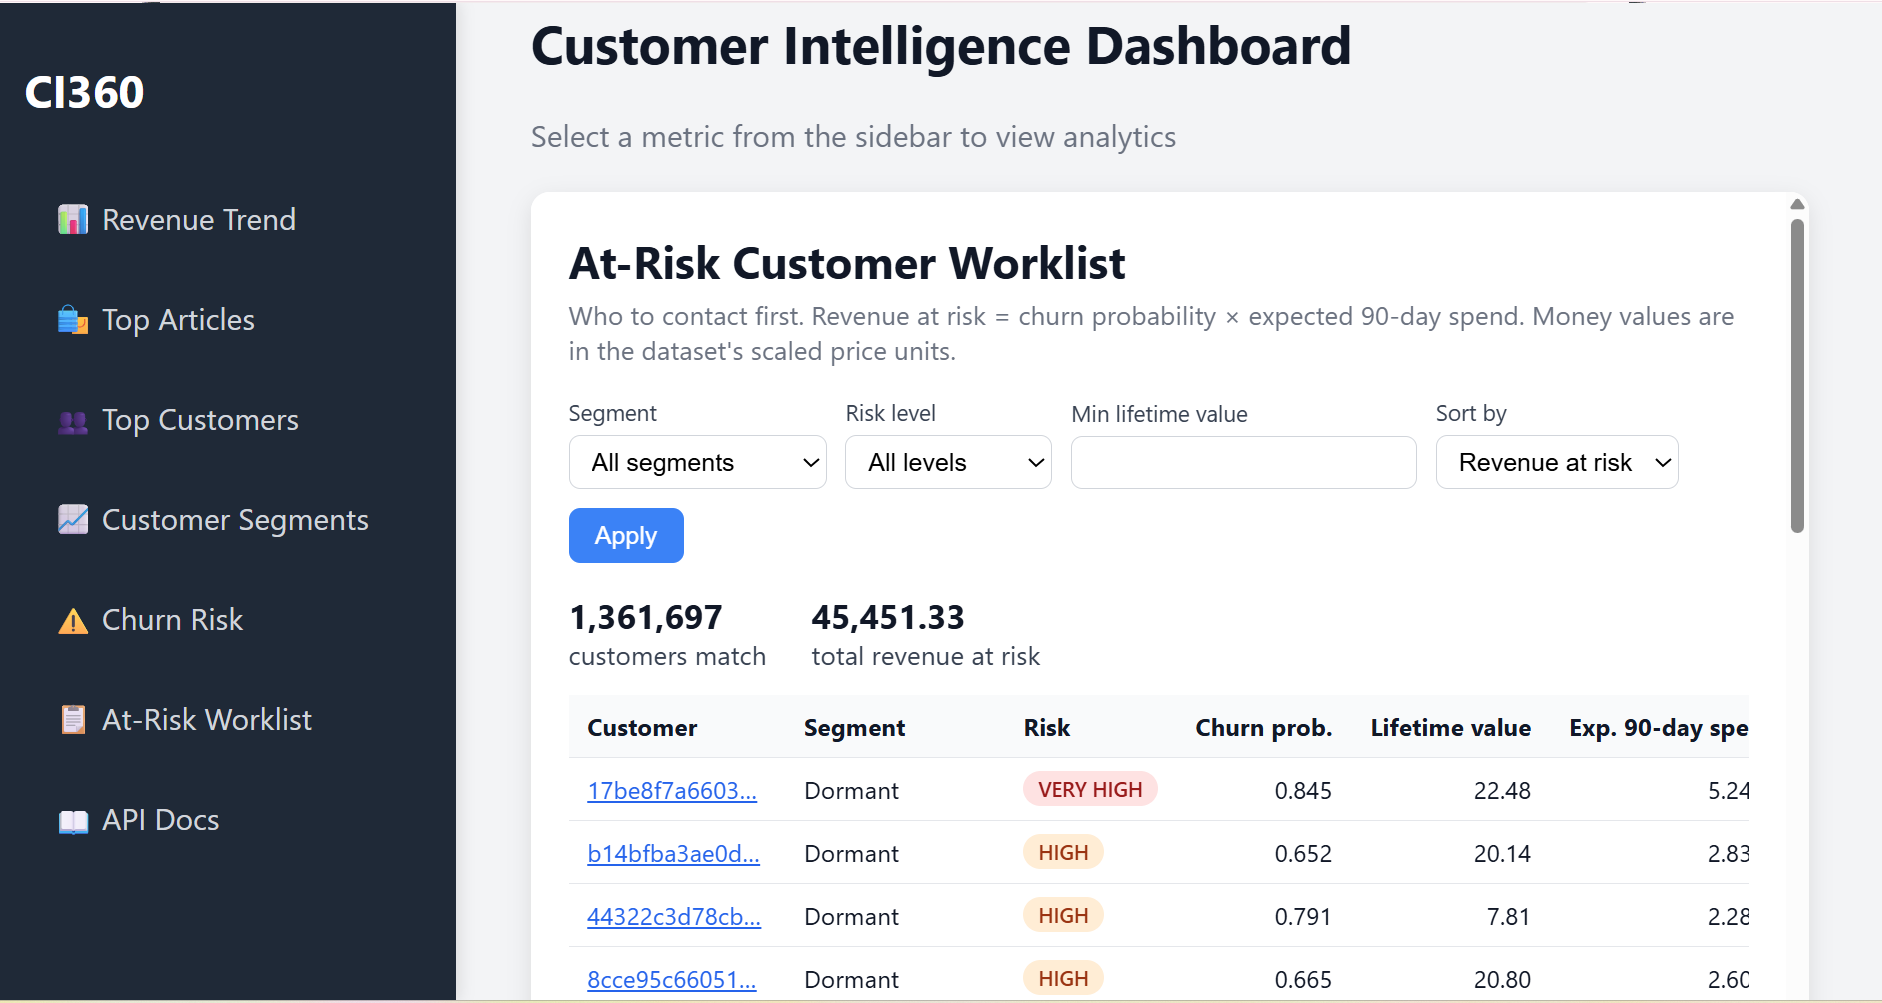 CI360
Revenue Trend
Top Articles
Top Customers
Customer Segments
Churn Risk
At-Risk Worklist
API Docs
Customer Intelligence Dashboard
Select a metric from the sidebar to view analytics
At-Risk Customer Worklist
Who to contact first. Revenue at risk = churn probability × expected 90-day spend. Money values are
in the dataset's scaled price units.
Segment Risk level Min lifetime value Sort by
All segments All levels Revenue at risk
Apply
1,361,697 45,451.33
customers match total revenue at risk
Customer Segment Risk Churn prob. Lifetime value Exp. 90-day spe
17be8f7a6603... Dormant VERY HIGH 0.845 22.48 5.24
b14bfba3ae0d... Dormant HIGH 0.652 20.14 2.83
44322c3d78cb... Dormant HIGH 0.791 7.81 2.28
8cce95c66051... Dormant HIGH 0.665 20.80 2.60